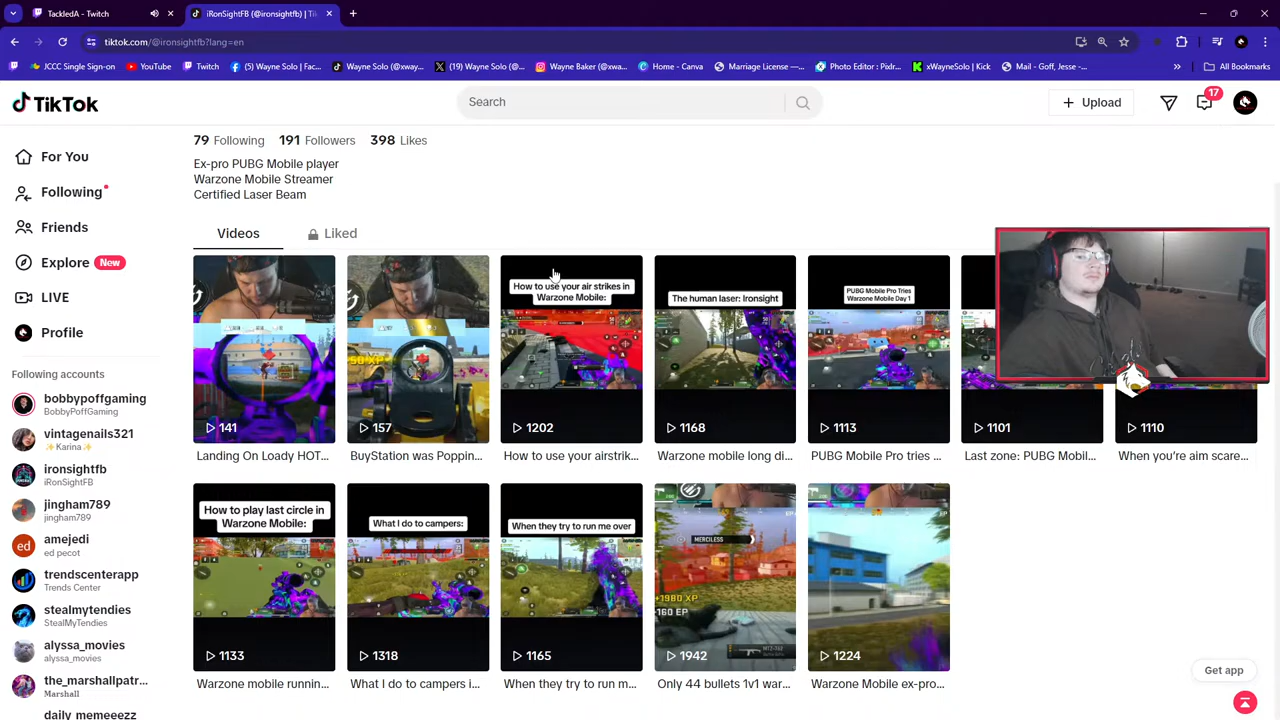 TackledA - Twitch
iRonSightFB (@ironsightfb) | Ti
tiktok.com/@ironsightfb?lang=en
JCCC Single Sign-on
YouTube
Twitch
(5) Wayne Solo | Fac...
Wayne Solo (@xway...
(19) Wayne Solo (@...
Wayne Baker (@xwa...
Home - Canva
Marriage License -...
Photo Editor : Pixlr...
xWayneSolo | Kick
Mail - Goff, Jesse -...
All Bookmarks
TikTok
Search
Upload
17
79 Following 191 Followers 398 Likes
Ex-pro PUBG Mobile player
Warzone Mobile Streamer
Certified Laser Beam
Videos
Liked
For You
Following
Friends
Explore New
LIVE
Profile
Following accounts
bobbypoffgaming
BobbyPoffGaming
vintagenails321
✨Karina✨
ironsightfb
iRonSightFB
jingham789
jingham789
ed
amejedi
ed pecot
trendscenterapp
Trends Center
stealmytendies
StealMyTendies
alyssa_movies
alyssa_movies
the_marshallpatr...
Marshall
daily_memeeezz
141
Landing On Loady HOT...
50 XP
157
BuyStation was Poppin...
How to use your air strikes in
Warzone Mobile:
1202
How to use your airstrik...
The human laser: Ironsight
1168
Warzone mobile long di...
PUBG Mobile Pro Tries
Warzone Mobile Day 1
1113
PUBG Mobile Pro tries ...
1101
Last zone: PUBG Mobil...
1110
When you're aim scare...
How to play last circle in
Warzone Mobile:
1133
Warzone mobile runnin...
What I do to campers:
1318
What I do to campers i...
When they try to run me over
1165
When they try to run m...
MERCILESS
+1980 XP
160 EP
1942
Only 44 bullets 1v1 war...
1224
Warzone Mobile ex-pro...
Get app